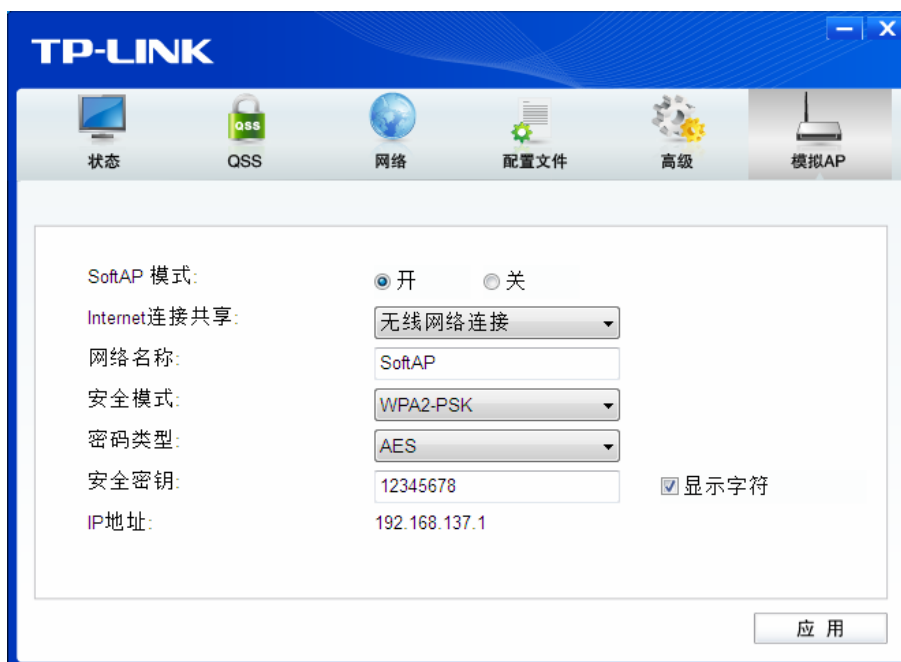 TP-LINK
QSS
状态 QSS 网络 配置文件 高级 模拟AP
SoftAP 模式: 开 关
Internet连接共享: 无线网络连接
网络名称: SoftAP
安全模式: WPA2-PSK
密码类型: AES
安全密钥: 12345678 显示字符
IP地址: 192.168.137.1
应 用